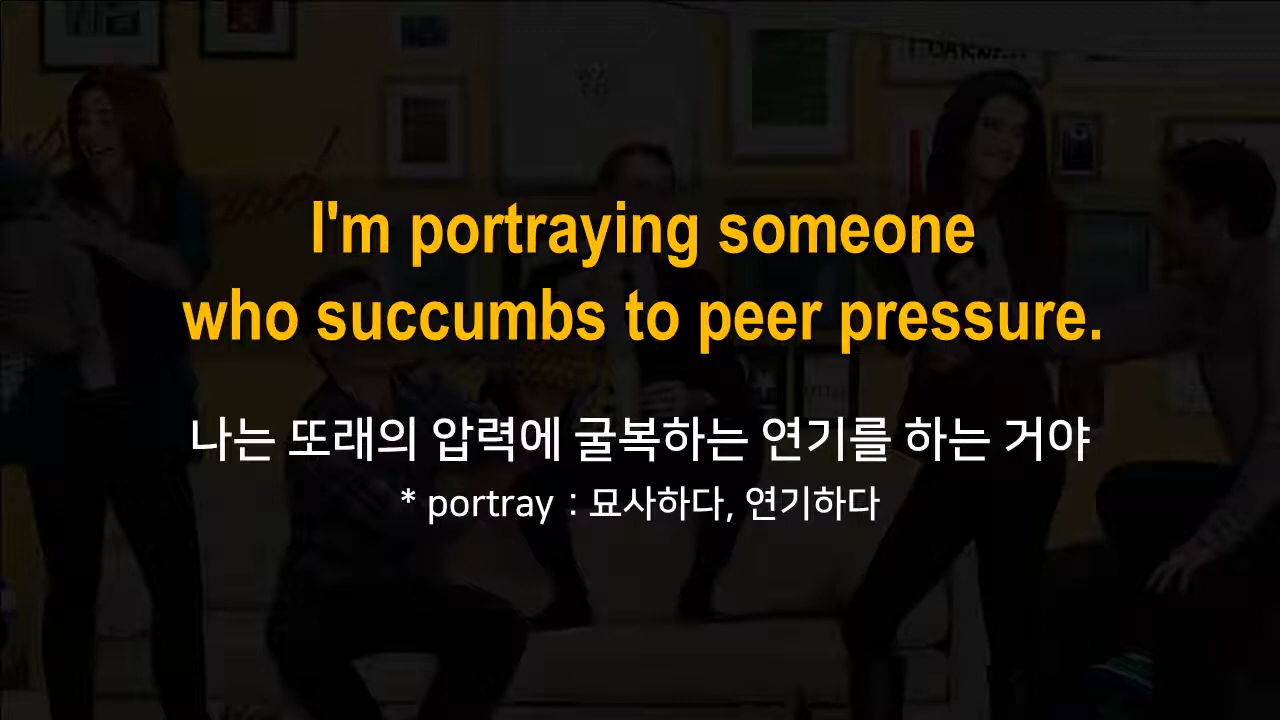 I'm portraying someone
who succumbs to peer pressure.
나는 또래의 압력에 굴복하는 연기를 하는 거야
* portray : 묘사하다, 연기하다